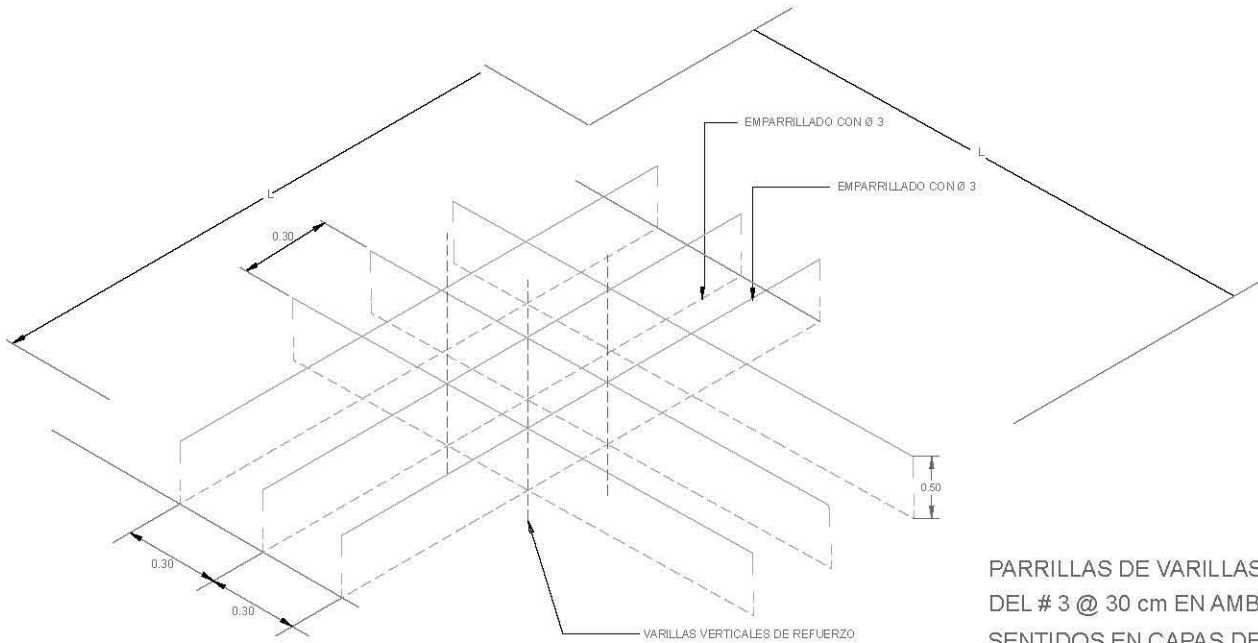 EMPARRILLADO CON Ø 3
L
EMPARRILLADO CON Ø 3
L
0.30
0.50
0.30
0.30
PARRILLAS DE VARILLAS
DEL # 3 @ 30 cm EN AMB
SENTIDOS EN CAPAS DE
VARILLAS VERTICALES DE REFUERZO